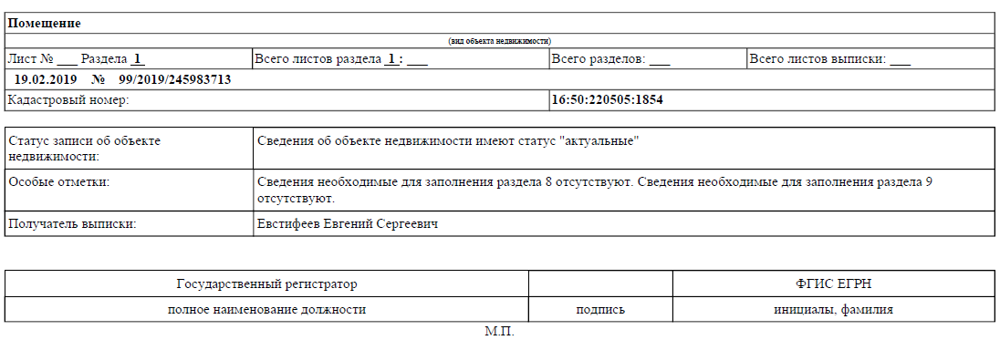 Помещение
(вид объекта недвижимости)
Лист № ___ Раздела 1 Всего листов раздела 1 : ___ Всего разделов: ___ Всего листов выписки: ___
19.02.2019 № 99/2019/245983713
Кадастровый номер: 16:50:220505:1854
Статус записи об объекте недвижимости: Сведения об объекте недвижимости имеют статус "актуальные"
Особые отметки: Сведения необходимые для заполнения раздела 8 отсутствуют. Сведения необходимые для заполнения раздела 9
отсутствуют.
Получатель выписки: Евстифеев Евгений Сергеевич
Государственный регистратор ФГИС ЕГРН
полное наименование должности подпись инициалы, фамилия
М.П.